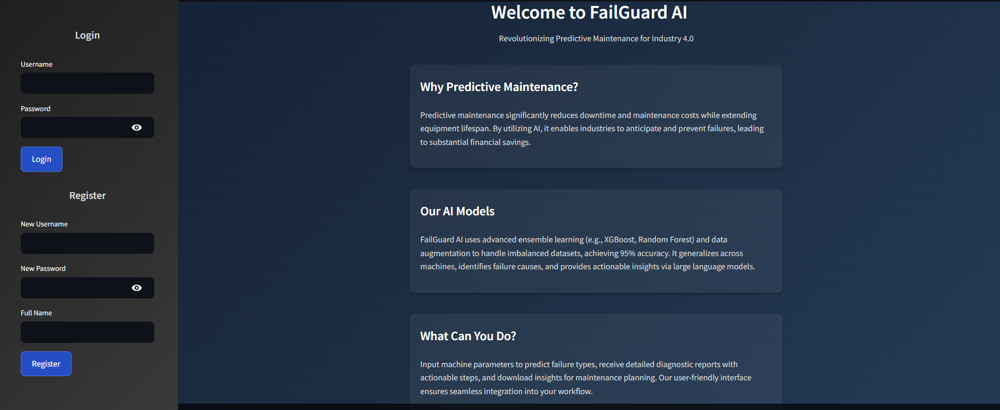 Login
Username
Password
Login
Register
New Username
New Password
Full Name
Register
Welcome to FailGuard AI
Revolutionizing Predictive Maintenance for Industry 4.0
Why Predictive Maintenance?
Predictive maintenance significantly reduces downtime and maintenance costs while extending
equipment lifespan. By utilizing AI, it enables industries to anticipate and prevent failures, leading
to substantial financial savings.
Our AI Models
FailGuard AI uses advanced ensemble learning (e.g., XGBoost, Random Forest) and data
augmentation to handle imbalanced datasets, achieving 95% accuracy. It generalizes across
machines, identifies failure causes, and provides actionable insights via large language models.
What Can You Do?
Input machine parameters to predict failure types, receive detailed diagnostic reports with
actionable steps, and download insights for maintenance planning. Our user-friendly interface
ensures seamless integration into your workflow.